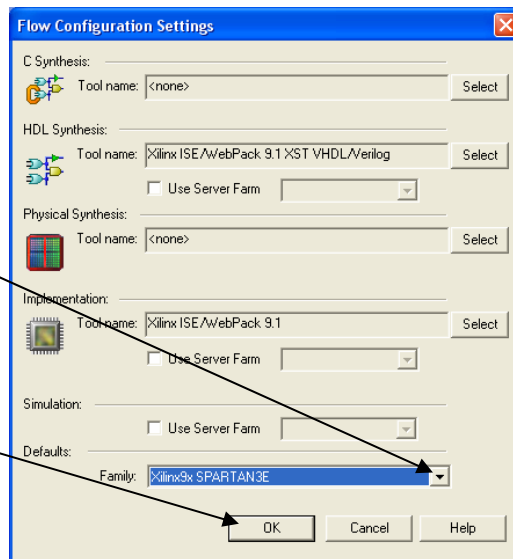 Flow Configuration Settings
C Synthesis:
Tool name: <none> Select
HDL Synthesis:
Tool name: Xilinx ISE/WebPack 9.1 XST VHDL/Verilog Select
Use Server Farm
Physical Synthesis:
Tool name: <none> Select
Implementation:
Tool name: Xilinx ISE/WebPack 9.1 Select
Use Server Farm
Simulation:
Use Server Farm
Defaults:
Family: Xilinx9x SPARTAN3E
OK Cancel Help